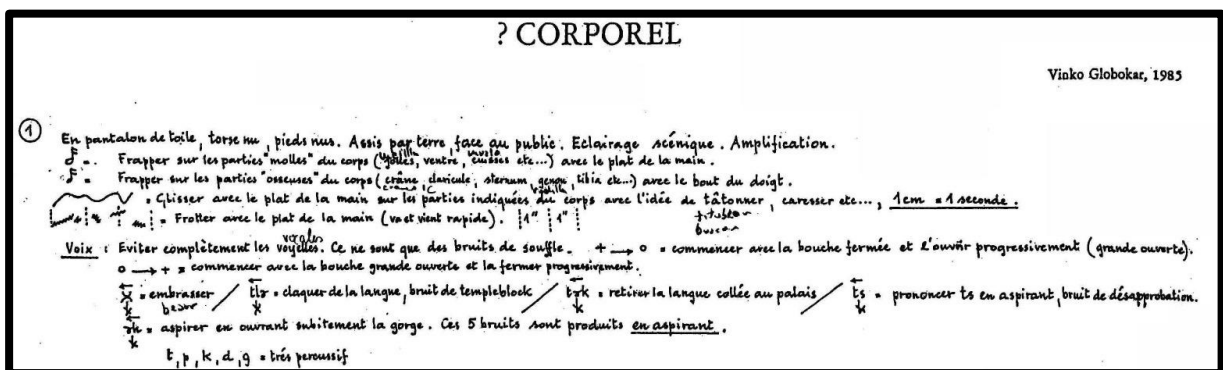 ? CORPOREL
Vinko Globokar, 1985
① En pantalon de toile, torse nu, pieds nus. Assis par terre, face au public. Eclairage scénique. Amplification.
= Frapper sur les parties "molles" du corps (joues, ventre, cuisses etc...) avec le plat de la main.
= Frapper sur les parties "osseuses" du corps (crâne, clavicule, sternum, genou, tibia etc...) avec le bout du doigt.
= Glisser avec le plat de la main sur les parties indiquées du corps avec l'idée de tâtonner, caresser etc..., 1cm = 1 seconde.
= Frotter avec le plat de la main (va et vient rapide). 1" 1"
buscar
vocales
Voix : Eviter complètement les voyelles. Ce ne sont que des bruits de souffle. + → o = commencer avec la bouche fermée et l'ouvrir progressivement (grande ouverte).
o → + = commencer avec la bouche grande ouverte et la fermer progressivement.
= embrasser / = claquer de la langue, bruit de templeblock / = retirer la langue collée au palais / ts = prononcer ts en aspirant, bruit de désapprobation.
besar
= aspirer en ouvrant subitement la gorge. Ces 5 bruits sont produits en aspirant.
t, p, k, d, g = trés percussif